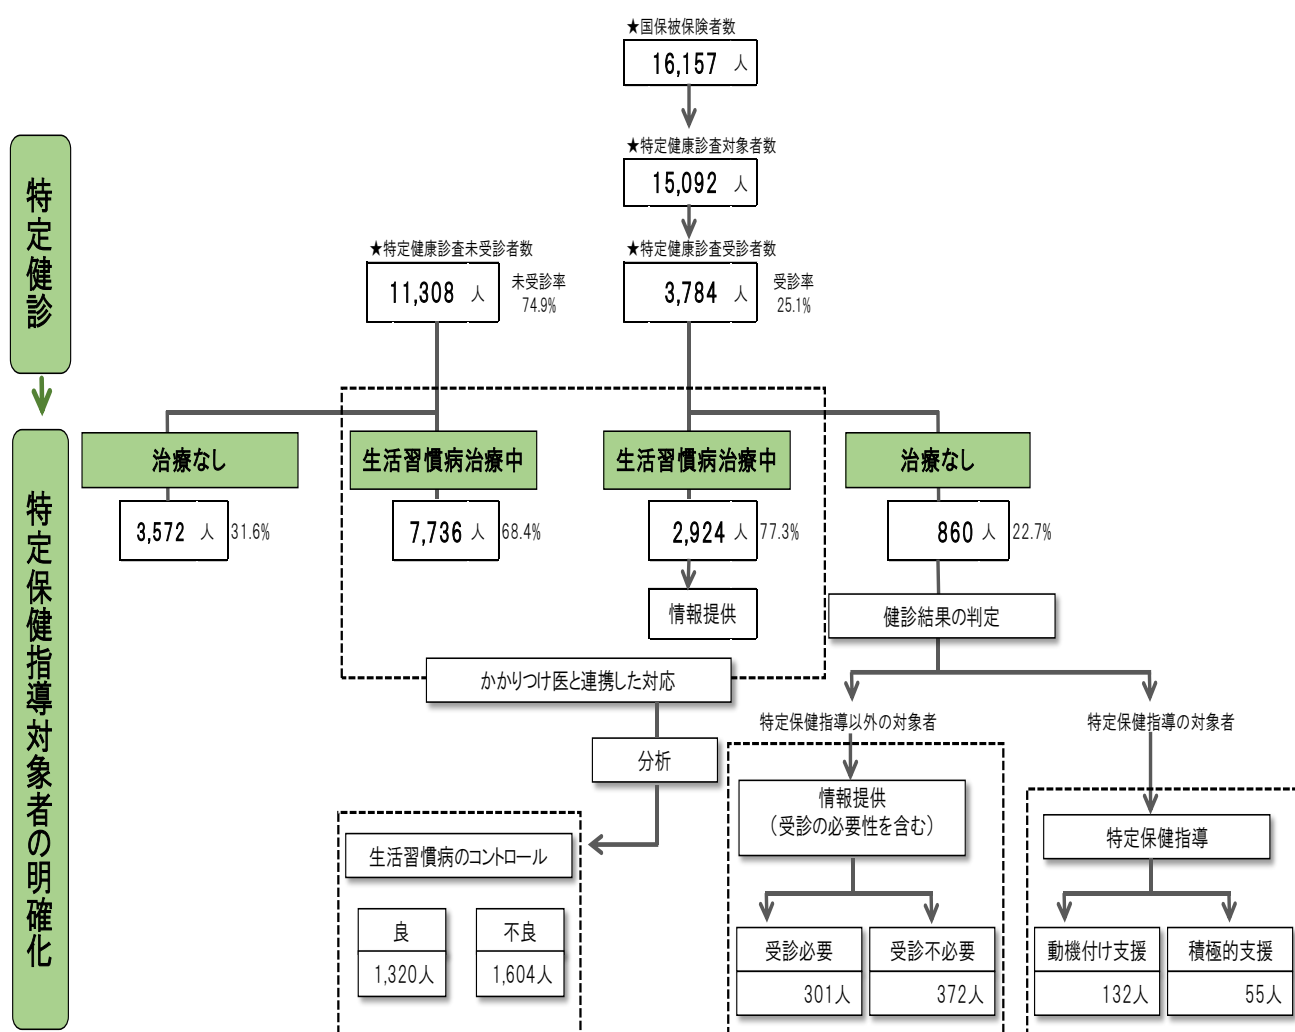 ★国保被保険者数
16,157 人
★特定健康診査対象者数
15,092 人
特定健診
★特定健康診査未受診者数
11,308 人
未受診率
74.9%
★特定健康診査受診者数
3,784 人
受診率
25.1%
特定保健指導対象者の明確化
治療なし
3,572 人 31.6%
生活習慣病治療中
7,736 人 68.4%
生活習慣病治療中
2,924 人 77.3%
情報提供
治療なし
860 人 22.7%
健診結果の判定
かかりつけ医と連携した対応
分析
生活習慣病のコントロール
良
1,320人
不良
1,604人
特定保健指導以外の対象者
情報提供
（受診の必要性を含む）
受診必要
301人
受診不必要
372人
特定保健指導の対象者
特定保健指導
動機付け支援
132人
積極的支援
55人